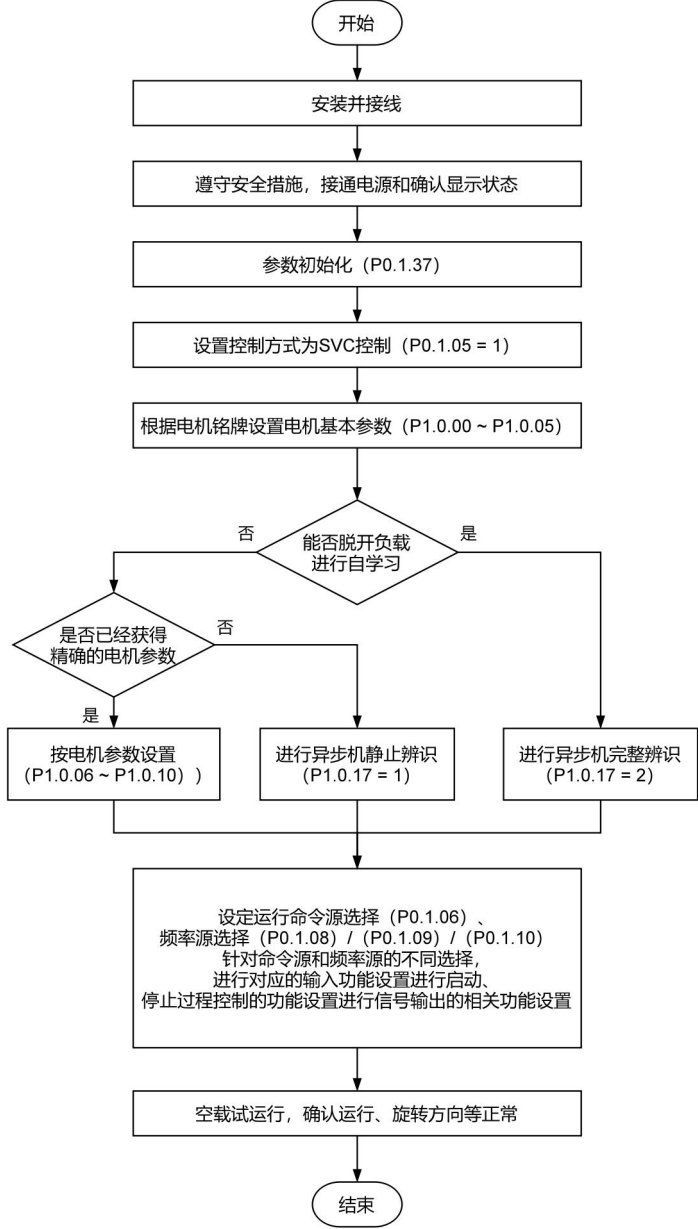 开始
安装并接线
遵守安全措施，接通电源和确认显示状态
参数初始化（P0.1.37）
设置控制方式为SVC控制（P0.1.05 = 1）
根据电机铭牌设置电机基本参数（P1.0.00 ~ P1.0.05）
能否脱开负载
进行自学习
否
是
是否已经获得
精确的电机参数
否
是
按电机参数设置
（P1.0.06 ~ P1.0.10））
进行异步机静止辨识
（P1.0.17 = 1）
进行异步机完整辨识
（P1.0.17 = 2）
设定运行命令源选择（P0.1.06）、
频率源选择（P0.1.08）/（P0.1.09）/（P0.1.10）
针对命令源和频率源的不同选择，
进行对应的输入功能设置进行启动、
停止过程控制的功能设置进行信号输出的相关功能设置
空载试运行，确认运行、旋转方向等正常
结束